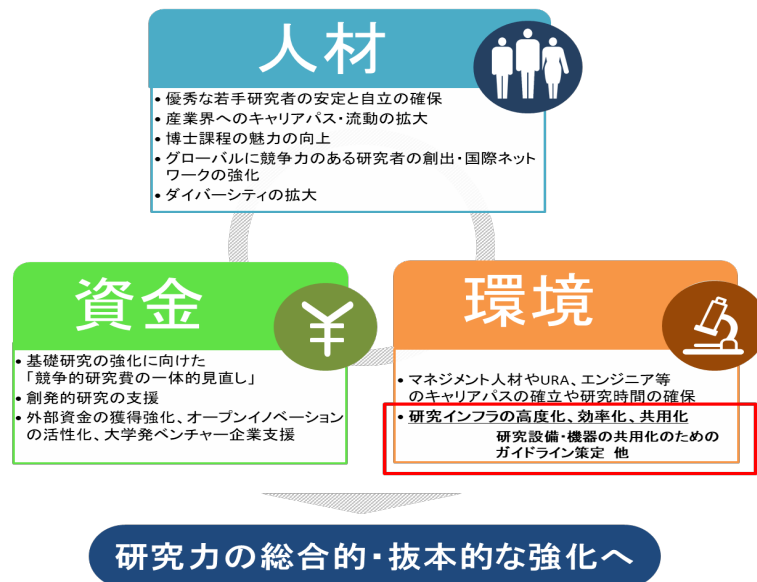 人材
• 優秀な若手研究者の安定と自立の確保
• 産業界へのキャリアパス・流動の拡大
• 博士課程の魅力の向上
• グローバルに競争力のある研究者の創出・国際ネット
ワークの強化
• ダイバーシティの拡大
資金
¥
• 基礎研究の強化に向けた
「競争的研究費の一体的見直し」
• 創発的研究の支援
• 外部資金の獲得強化、オープンイノベーション
の活性化、大学発ベンチャー企業支援
環境
• マネジメント人材やURA、エンジニア等
のキャリアパスの確立や研究時間の確保
• 研究インフラの高度化、効率化、共用化
研究設備・機器の共用化のための
ガイドライン策定 他
研究力の総合的・抜本的な強化へ